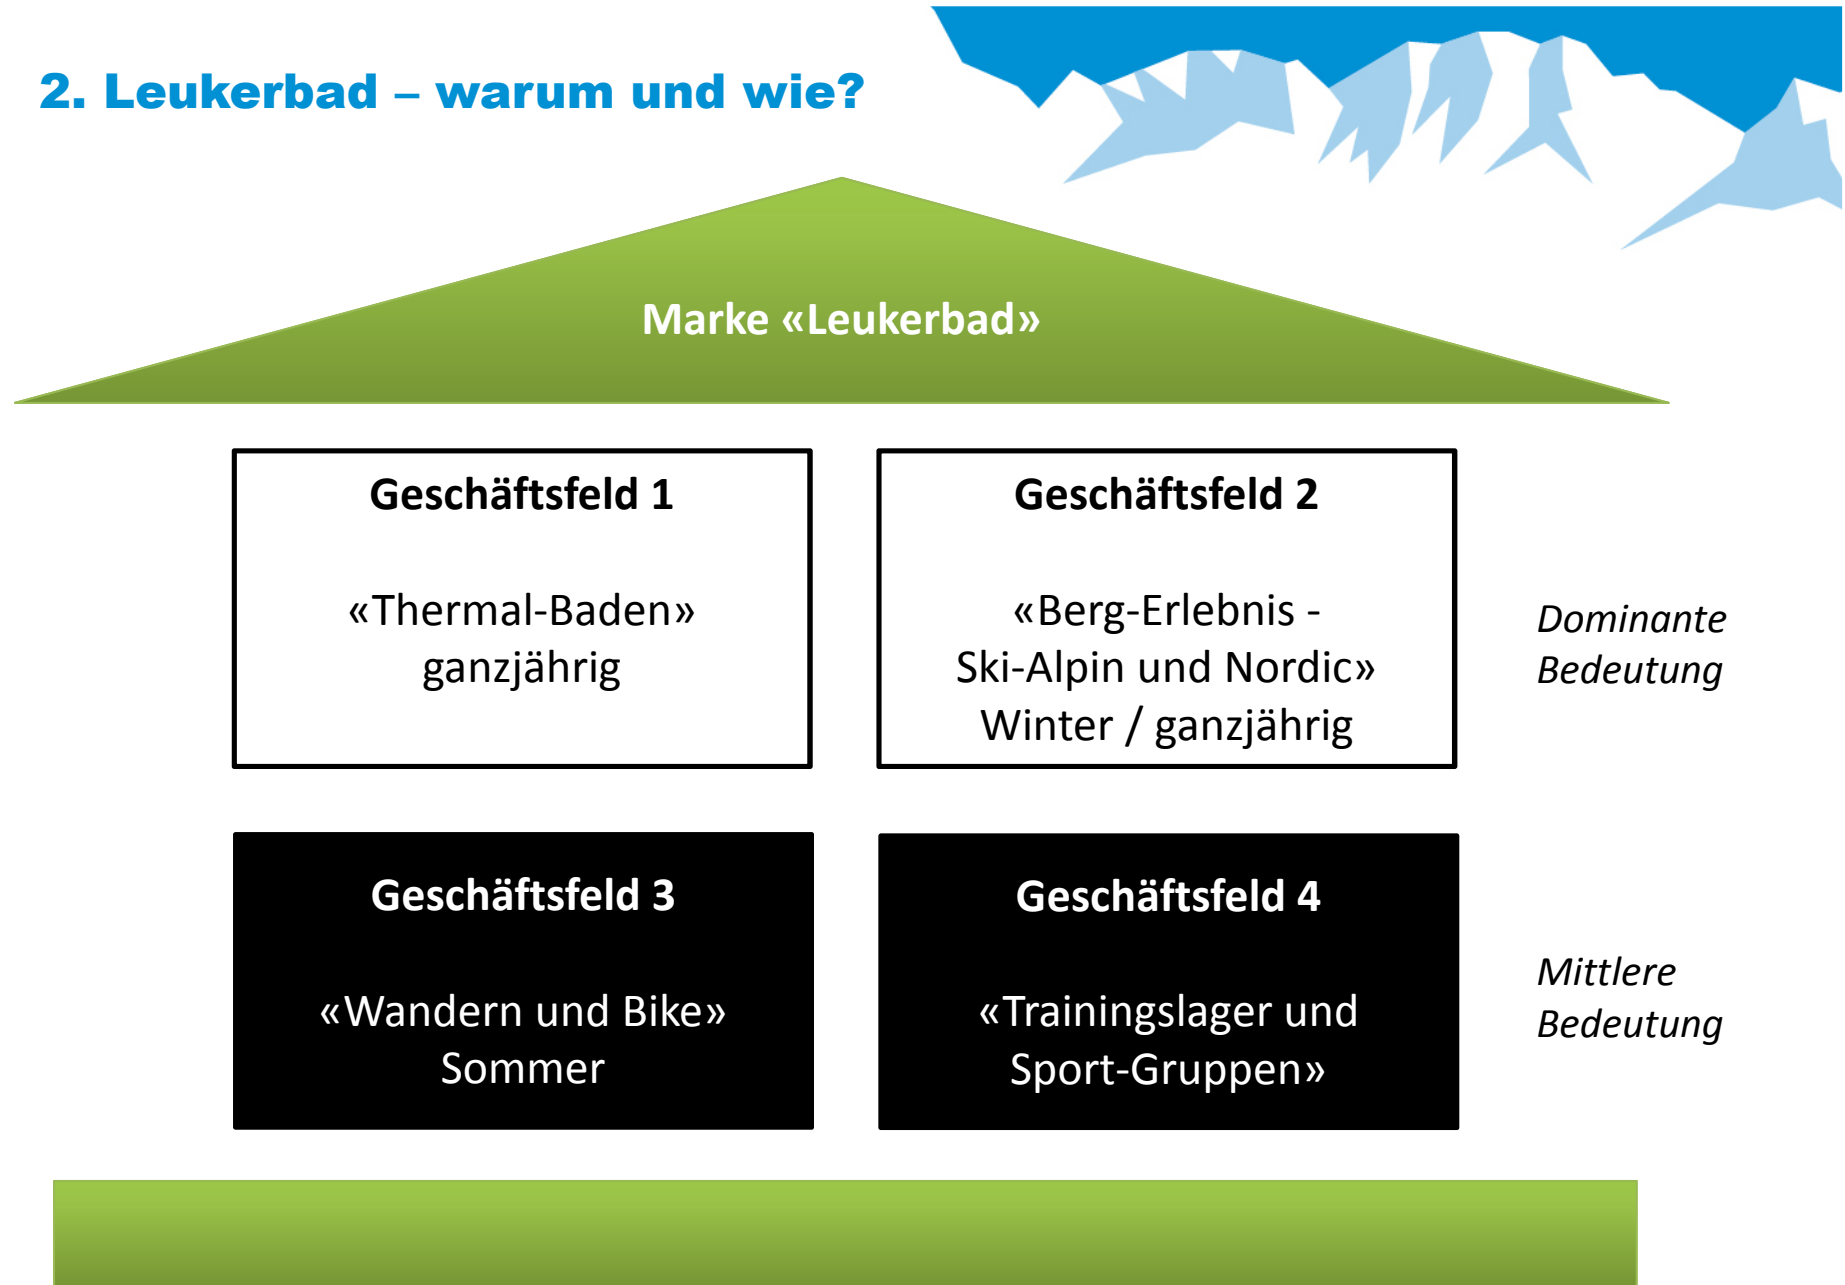 2. Leukerbad – warum und wie?
Marke «Leukerbad»
Geschäftsfeld 1
«Thermal-Baden»
ganzjährig
Geschäftsfeld 2
«Berg-Erlebnis -
Ski-Alpin und Nordic»
Winter / ganzjährig
Dominante
Bedeutung
Geschäftsfeld 3
«Wandern und Bike»
Sommer
Geschäftsfeld 4
«Trainingslager und
Sport-Gruppen»
Mittlere
Bedeutung